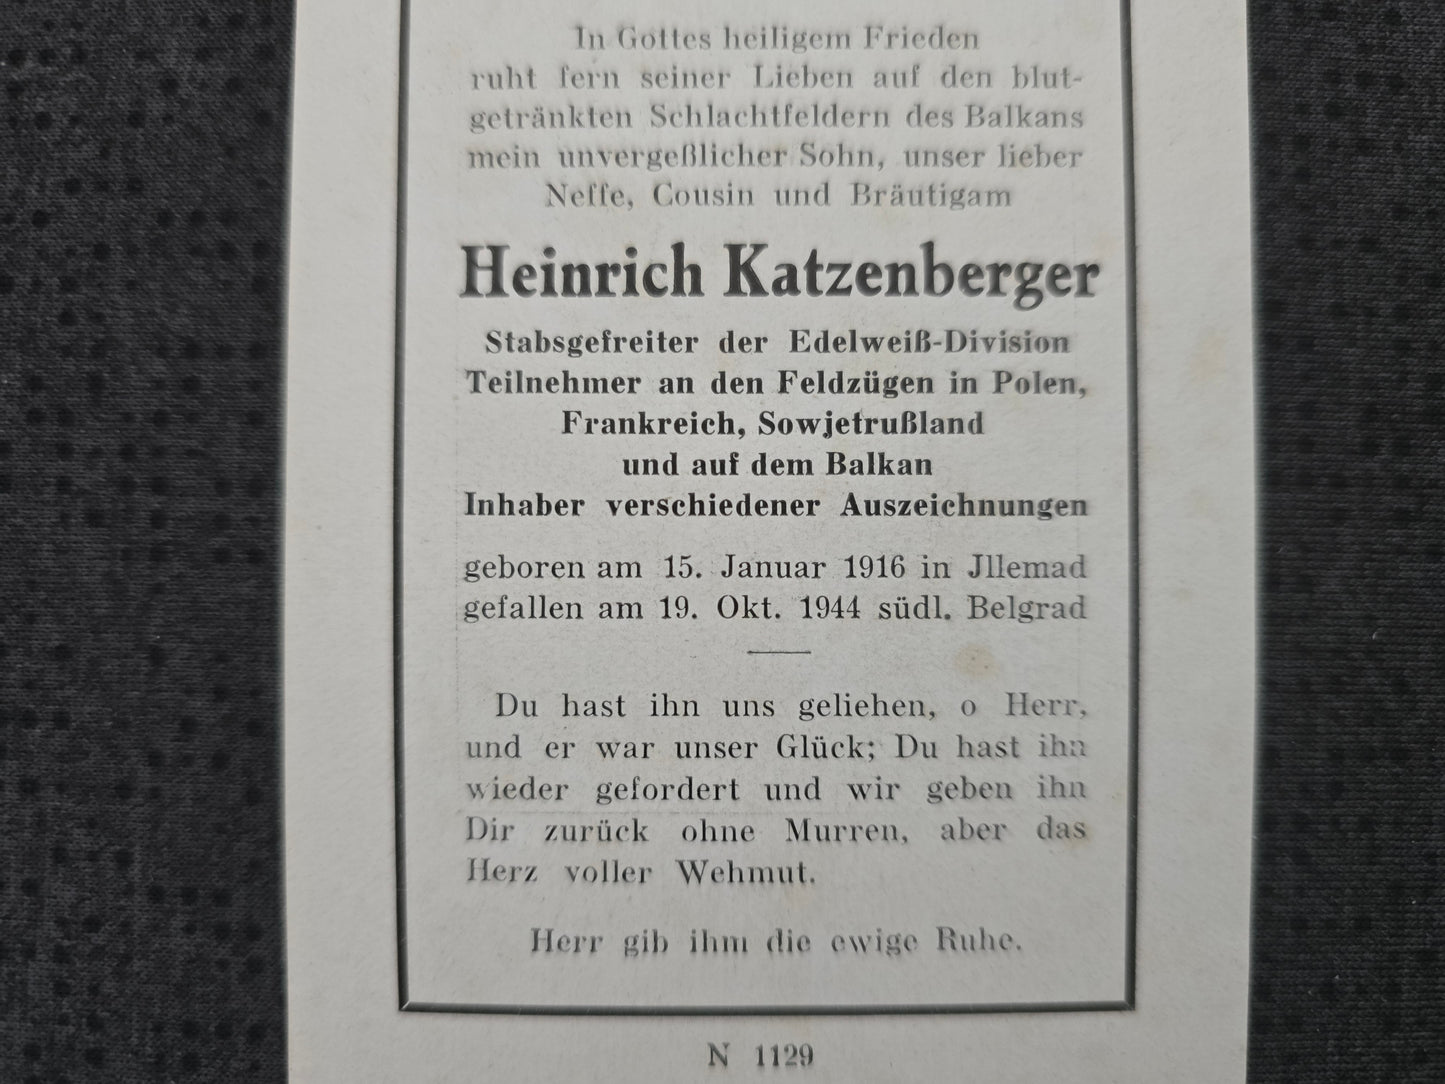 In Gottes heiligem Frieden
ruht fern seiner Lieben auf den blut-
getränkten Schlachtfeldern des Balkans
mein unvergeßlicher Sohn, unser lieber
Neffe, Cousin und Bräutigam
Heinrich Katzenberger
Stabsgefreiter der Edelweiß-Division
Teilnehmer an den Feldzügen in Polen,
Frankreich, Sowjetrußland
und auf dem Balkan
Inhaber verschiedener Auszeichnungen
geboren am 15. Januar 1916 in Jllemad
gefallen am 19. Okt. 1944 südl. Belgrad
Du hast ihn uns geliehen, o Herr,
und er war unser Glück; Du hast ihn
wieder gefordert und wir geben ihn
Dir zurück ohne Murren, aber das
Herz voller Wehmut.
Herr gib ihm die ewige Ruhe.
N 1129